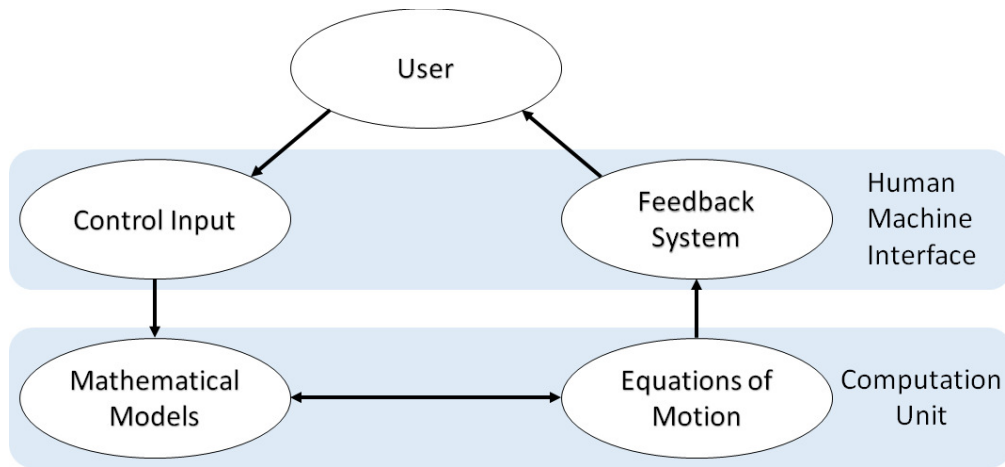 User
Control Input
Feedback
System
Human
Machine
Interface
Mathematical
Models
Equations of
Motion
Computation
Unit